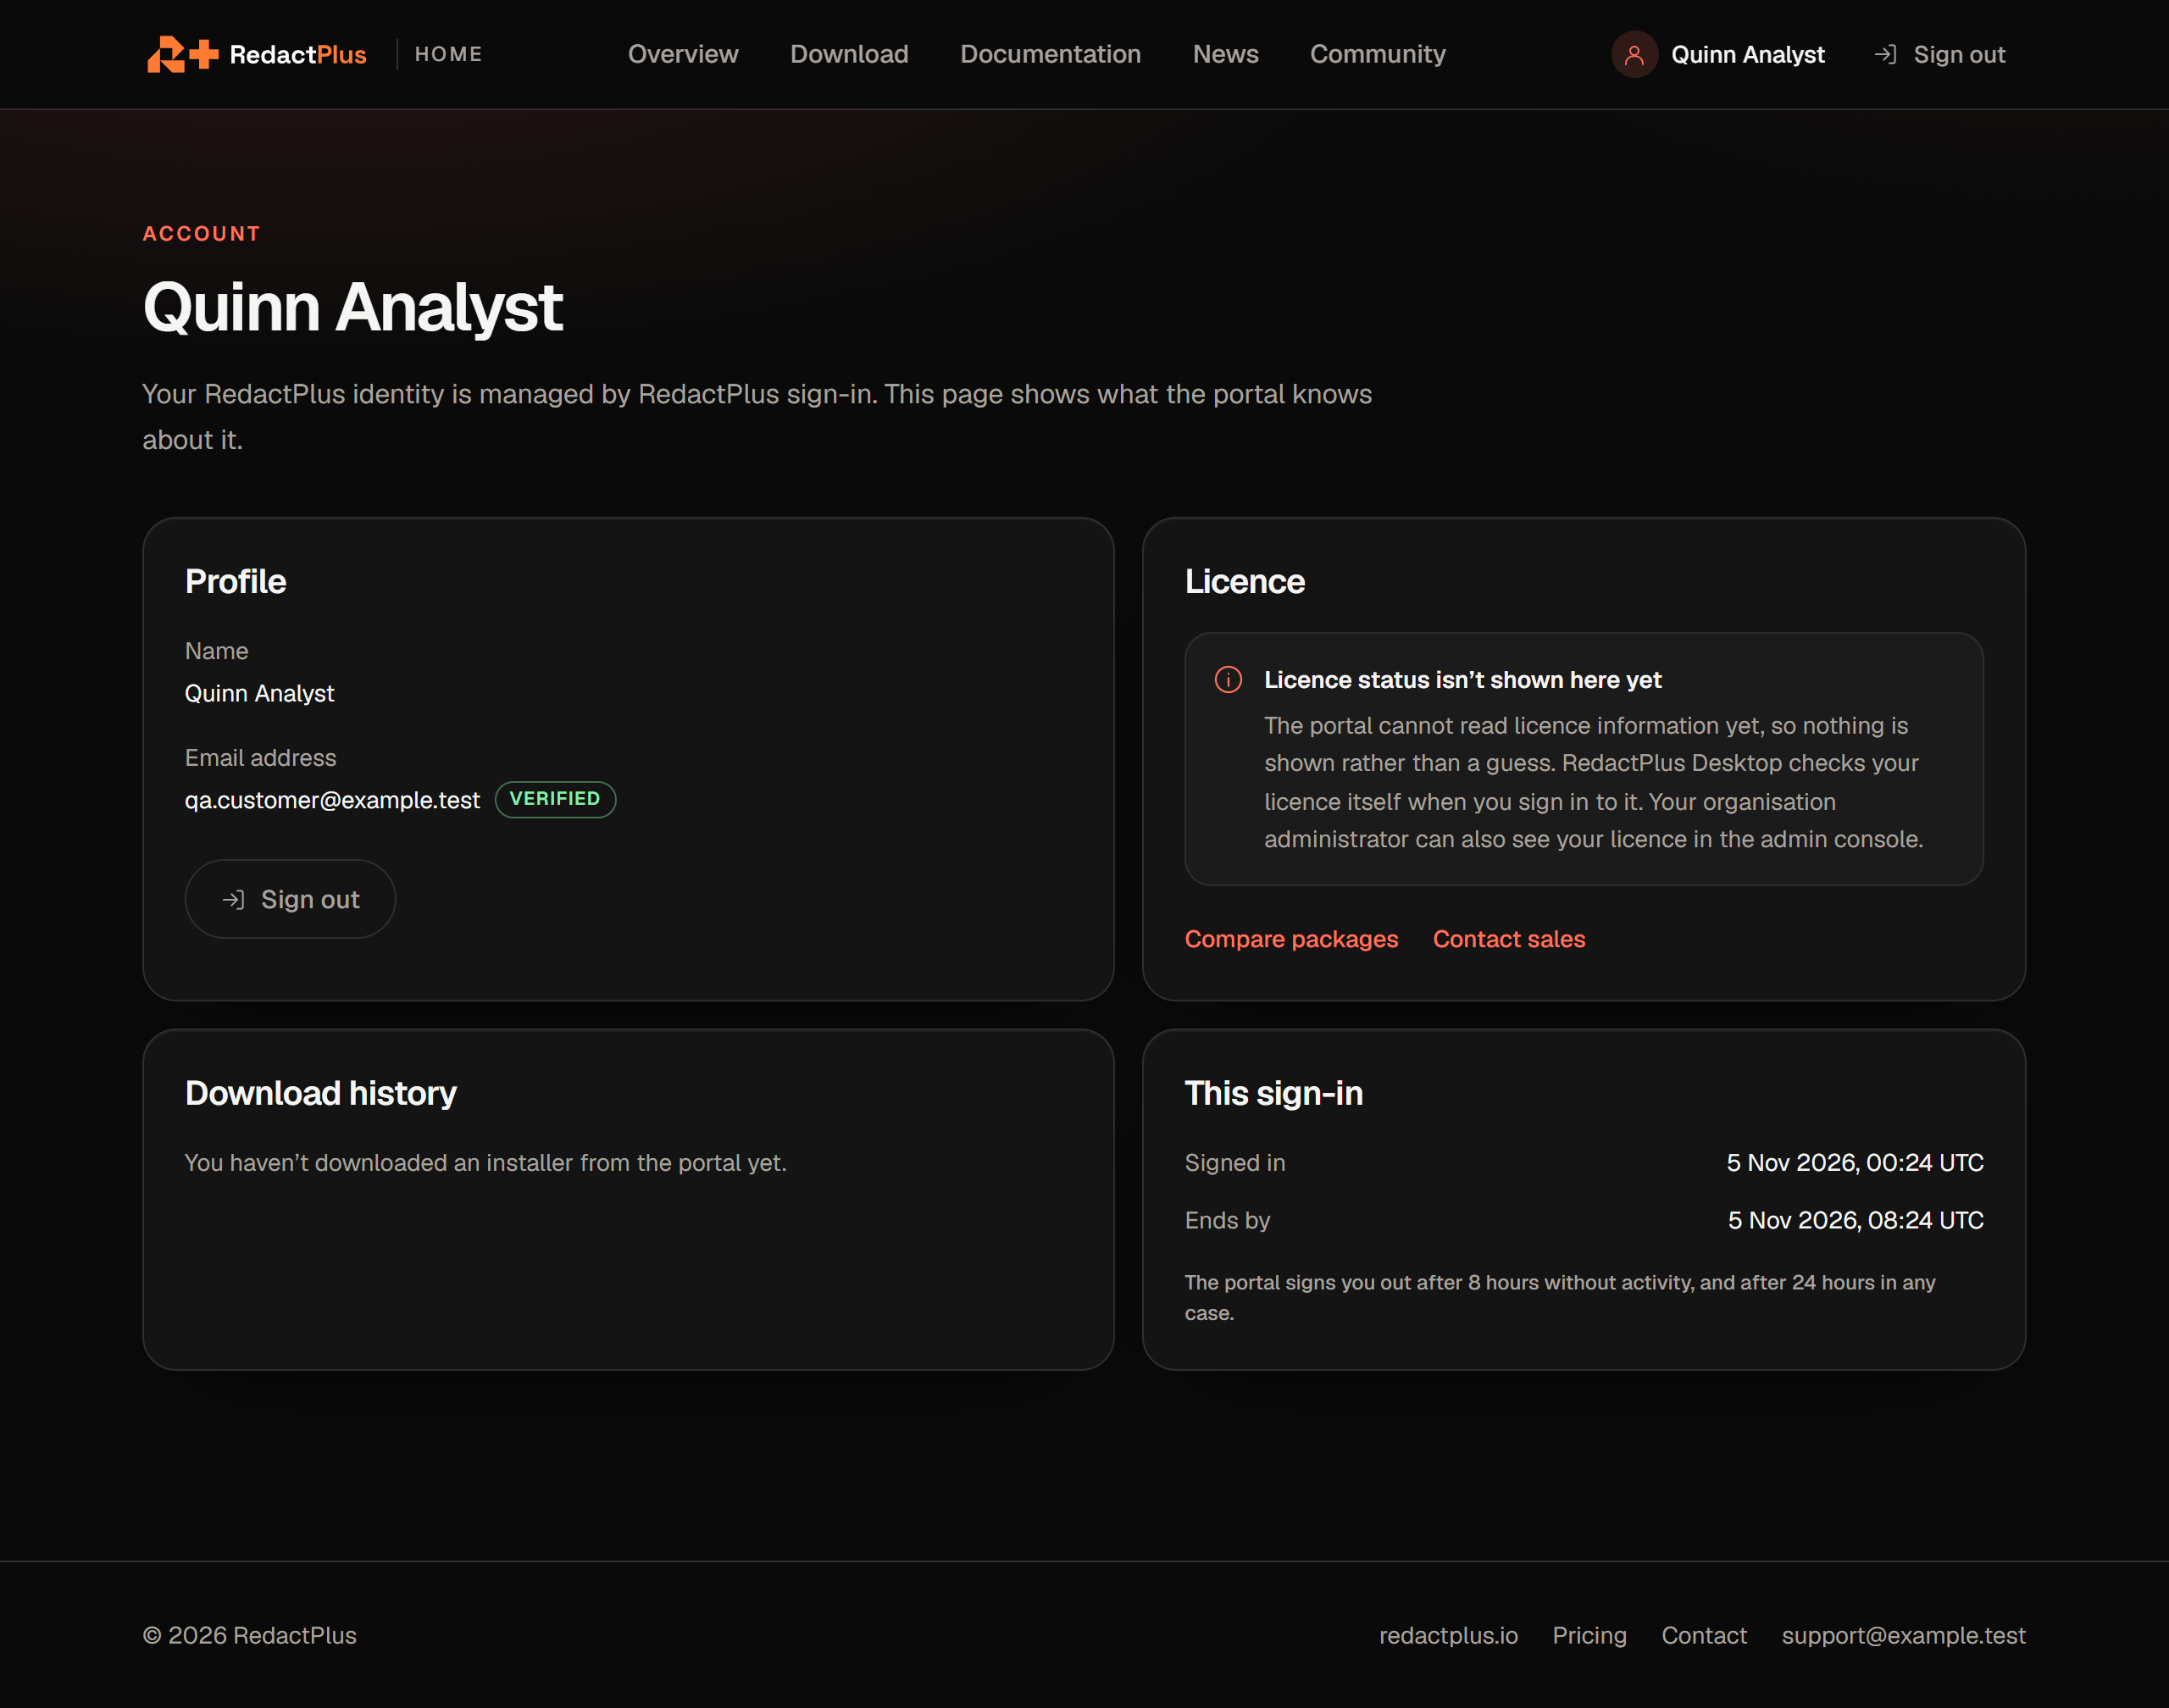 RedactPlus
HOME
Overview
Download
Documentation
News
Community
Quinn Analyst
Sign out
ACCOUNT
Quinn Analyst
Your RedactPlus identity is managed by RedactPlus sign-in. This page shows what the portal knows
about it.
Profile
Name
Quinn Analyst
Email address
qa.customer@example.test VERIFIED
Sign out
Licence
Licence status isn’t shown here yet
The portal cannot read licence information yet, so nothing is
shown rather than a guess. RedactPlus Desktop checks your
licence itself when you sign in to it. Your organisation
administrator can also see your licence in the admin console.
Compare packages
Contact sales
Download history
You haven’t downloaded an installer from the portal yet.
This sign-in
Signed in 5 Nov 2026, 00:24 UTC
Ends by 5 Nov 2026, 08:24 UTC
The portal signs you out after 8 hours without activity, and after 24 hours in any
case.
© 2026 RedactPlus
redactplus.io
Pricing
Contact
support@example.test